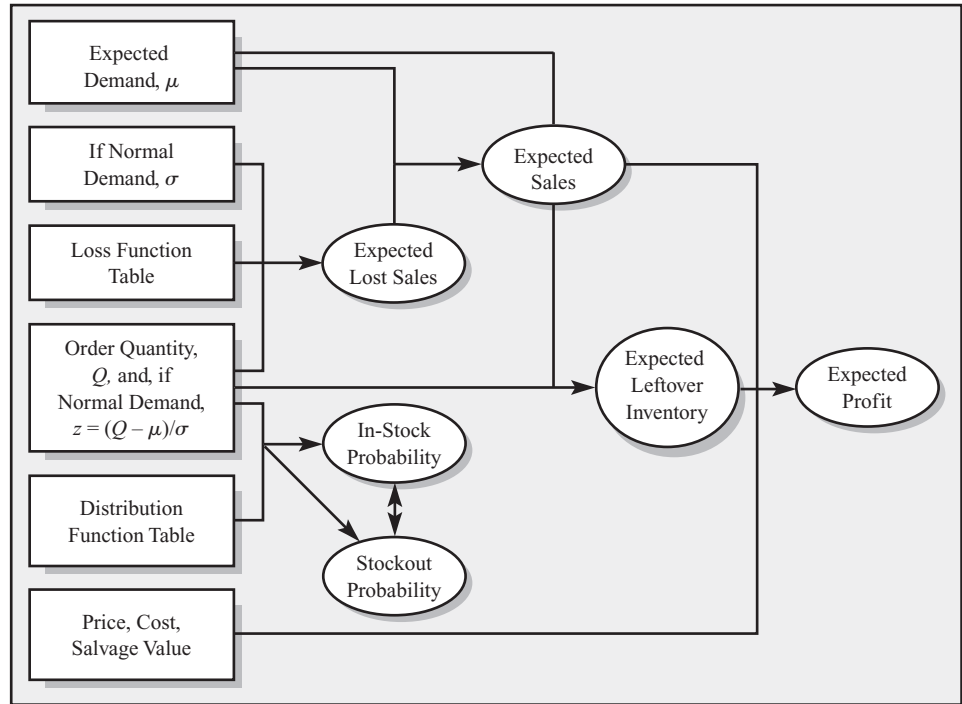 Expected
Demand, μ
If Normal
Demand, σ
Loss Function
Table
Order Quantity,
Q, and, if
Normal Demand,
z = (Q − μ)/σ
Distribution
Function Table
Price, Cost,
Salvage Value
Expected
Lost Sales
Expected
Sales
In-Stock
Probability
Stockout
Probability
Expected
Leftover
Inventory
Expected
Profit